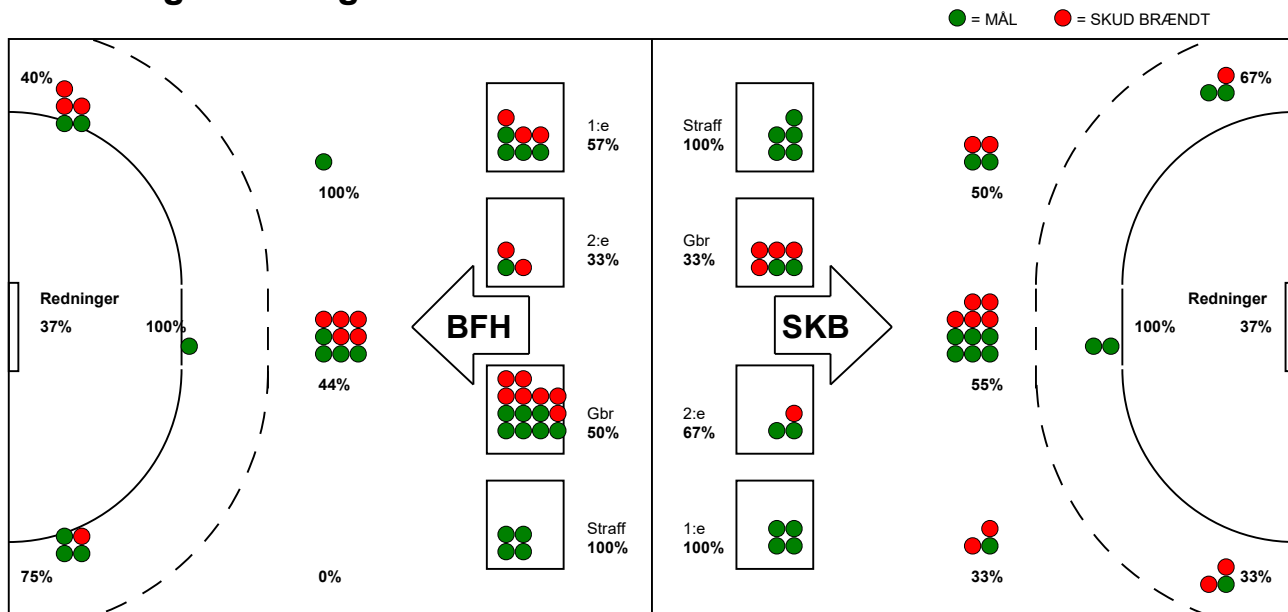 = MÅL
= SKUD BRÆNDT
40%
100%
Redninger
37%
100%
44%
75%
0%
1:e
57%
2:e
33%
BFH
Gbr
50%
Straff
100%
Straff
100%
Gbr
33%
SKB
2:e
67%
1:e
100%
67%
50%
Redninger
100%
37%
55%
33%
33%